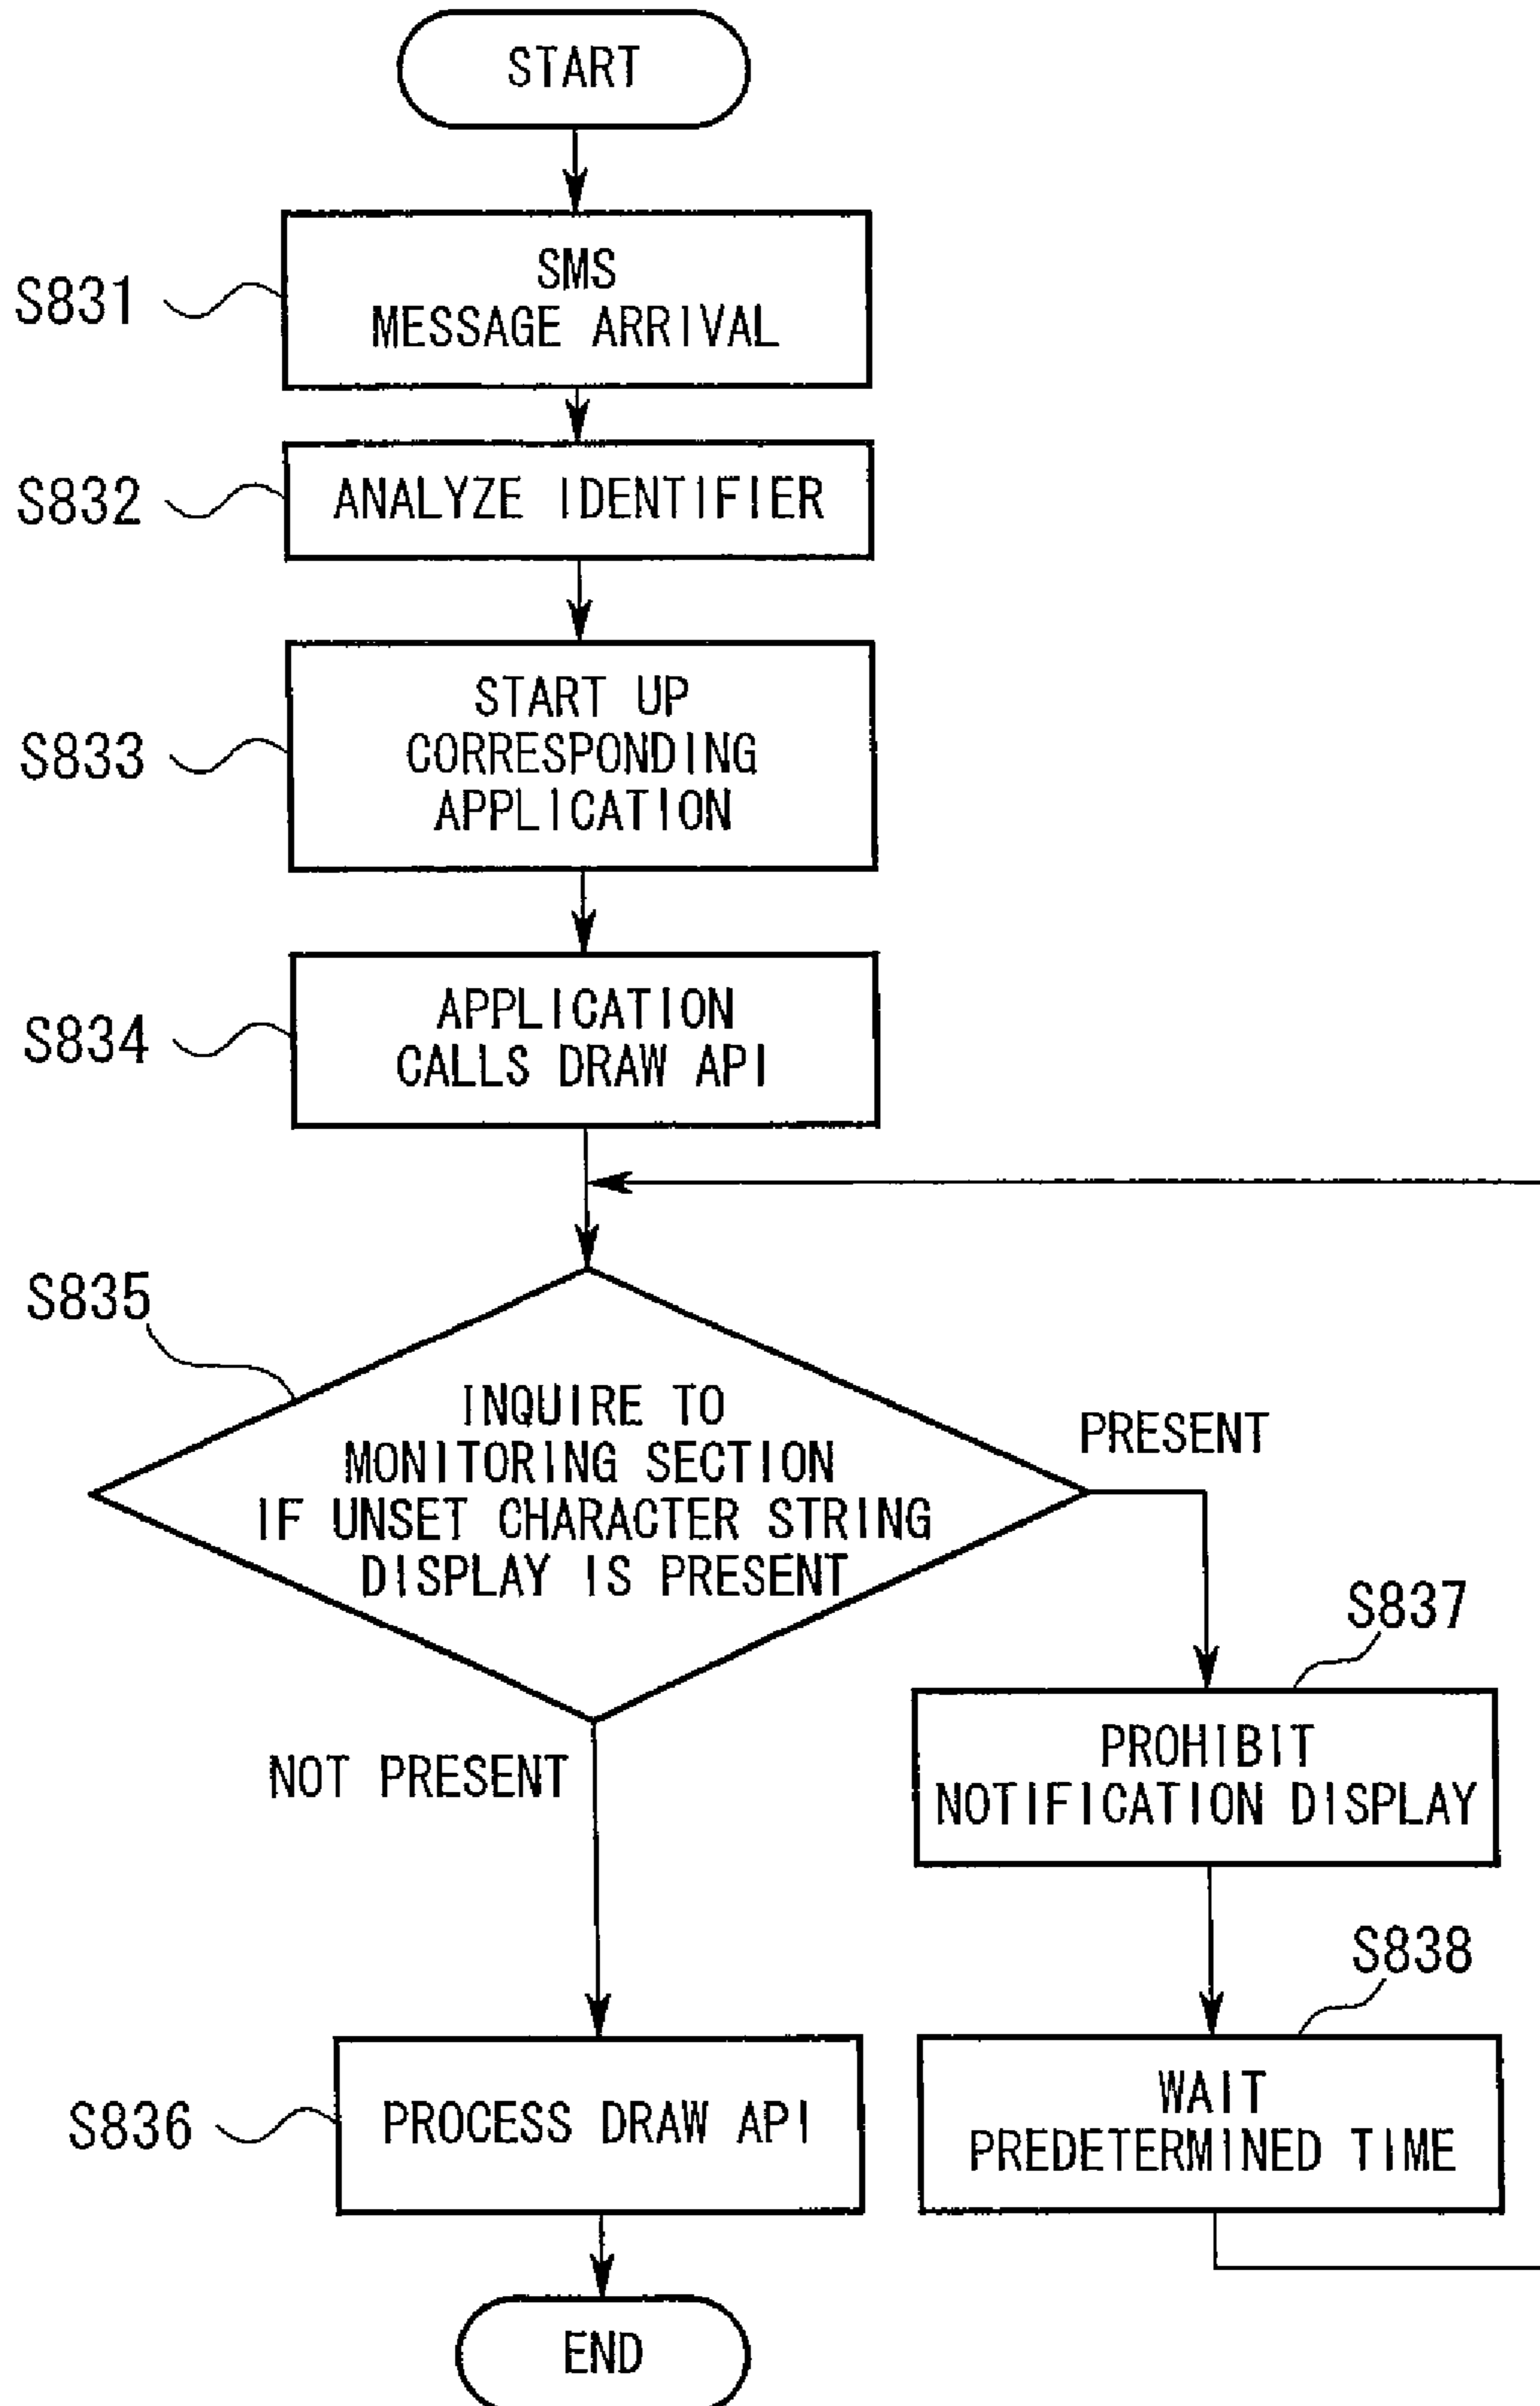 START
S831
SMS
MESSAGE ARRIVAL
S832
ANALYZE IDENTIFIER
S833
START UP
CORRESPONDING
APPLICATION
S834
APPLICATION
CALLS DRAW API
S835
INQUIRE TO
MONITORING SECTION
IF UNSET CHARACTER STRING
DISPLAY IS PRESENT
PRESENT
NOT PRESENT
S837
PROHIBIT
NOTIFICATION DISPLAY
S838
WAIT
PREDETERMINED TIME
S836
PROCESS DRAW API
END